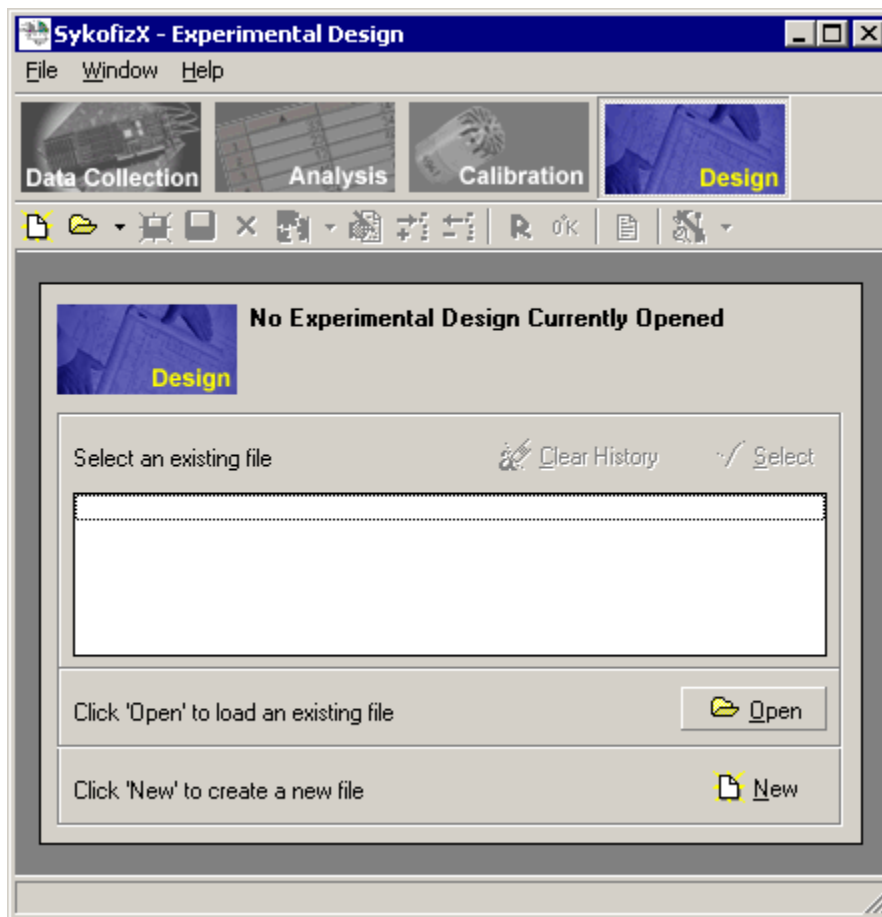 SykofizX - Experimental Design
File Window Help
Data Collection Analysis Calibration Design
R OK
No Experimental Design Currently Opened
Design
Select an existing file Clear History Select
Click 'Open' to load an existing file Open
Click 'New' to create a new file New